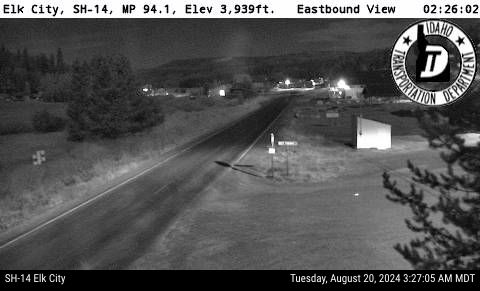 Elk City, SH-14, MP 94.1, Elev 3,939ft. Eastbound View 02:26:02
IDAHO
TRANSPORTATION DEPARTMENT
SH-14 Elk City Tuesday, August 20, 2024 3:27:05 AM MDT